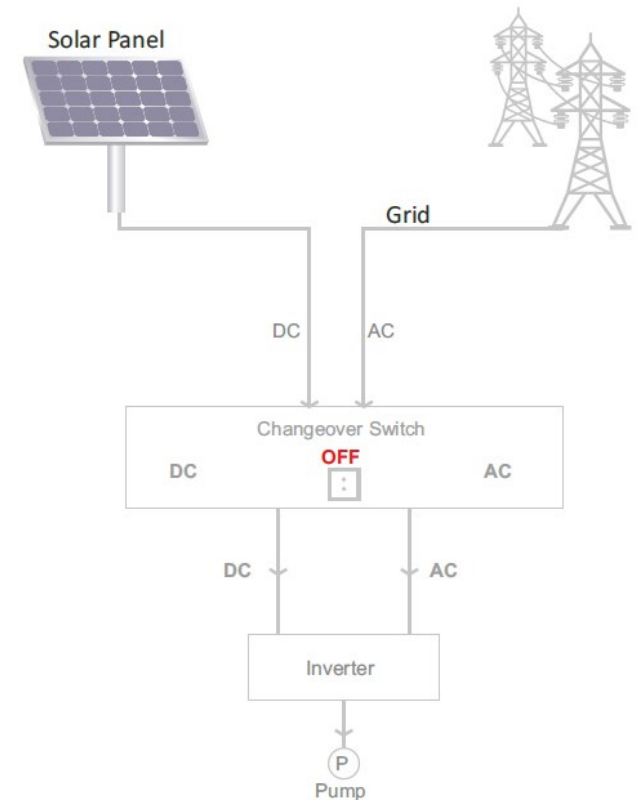 Solar Panel
Grid
DC
AC
Changeover Switch
OFF
DC
AC
DC
AC
Inverter
P
Pump